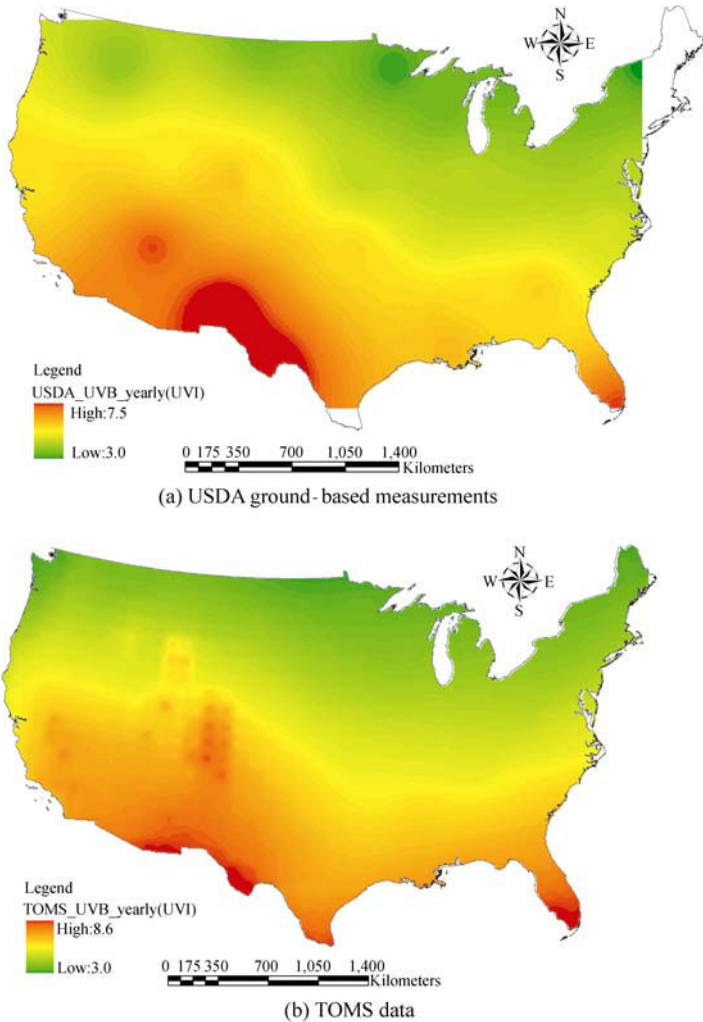 N
W E
S
Legend
USDA_UVB_yearly(UVI)
High:7.5
Low:3.0
0 175 350 700 1,050 1,400
Kilometers
(a) USDA ground-based measurements
N
W E
S
Legend
TOMS_UVB_yearly(UVI)
High:8.6
Low:3.0
0 175 350 700 1,050 1,400
Kilometers
(b) TOMS data